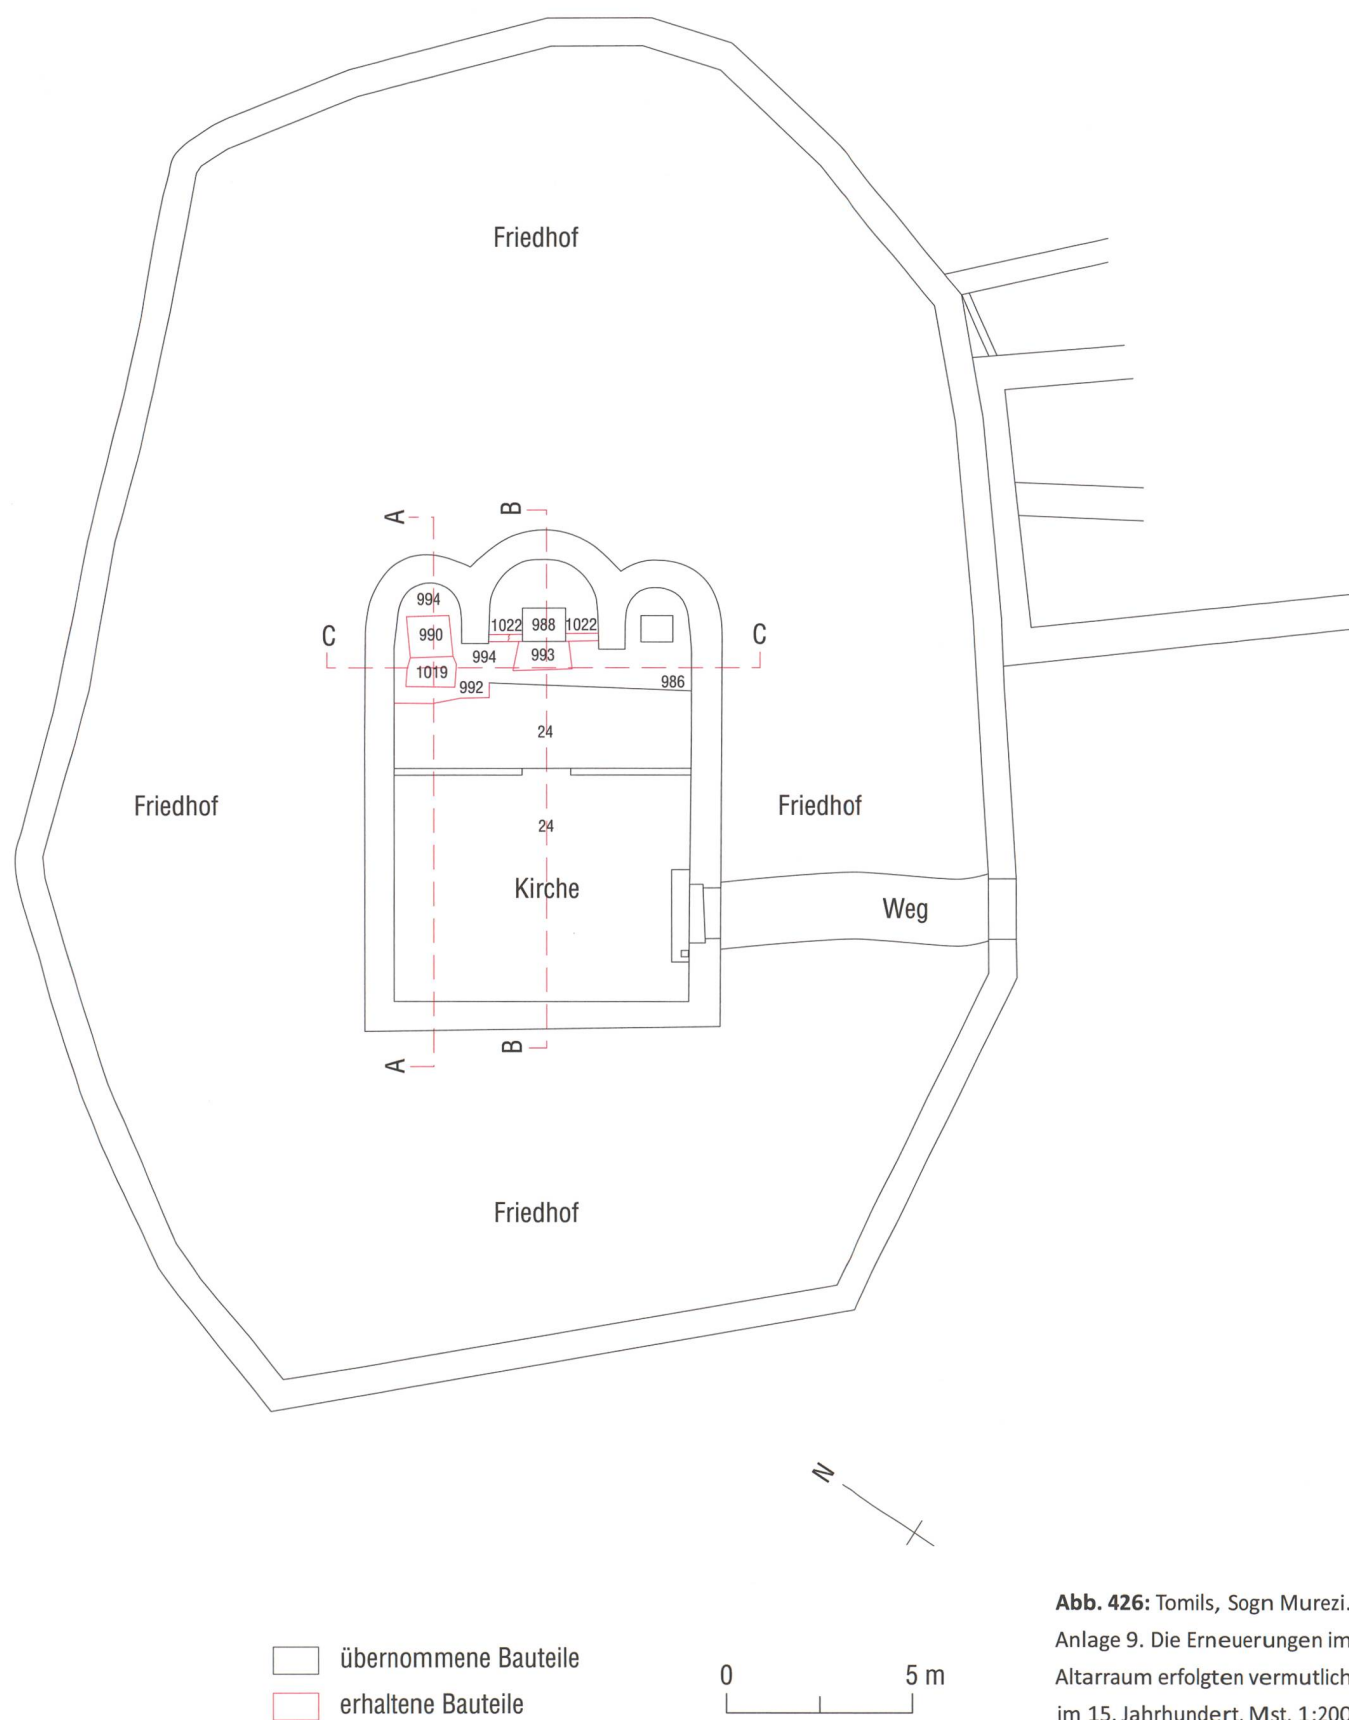 Friedhof
A
B
994
1022
988
1022
990
C
C
994
993
1019
992
986
24
Friedhof
Friedhof
24
Kirche
Weg
B
A
Friedhof
N
übernommene Bauteile
erhaltene Bauteile
0
5 m
Abb. 426: Tomils, Sogn Murezi.
Anlage 9. Die Erneuerungen im
Altarraum erfolgten vermutlich
im 15. Jahrhundert. Mst. 1:200